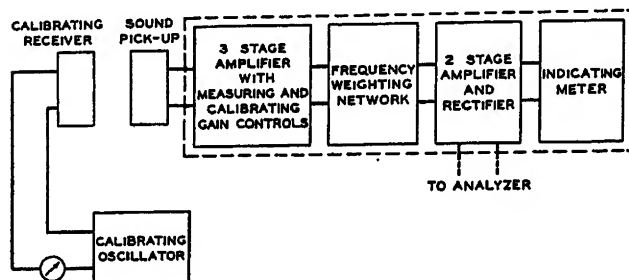 CALIBRATING
RECEIVER
SOUND
PICK-UP
3 STAGE
AMPLIFIER
WITH
MEASURING AND
CALIBRATING
GAIN CONTROLS
FREQUENCY
WEIGHTING
NETWORK
2 STAGE
AMPLIFIER
AND
RECTIFIER
INDICATING
METER
TO ANALYZER
CALIBRATING
OSCILLATOR